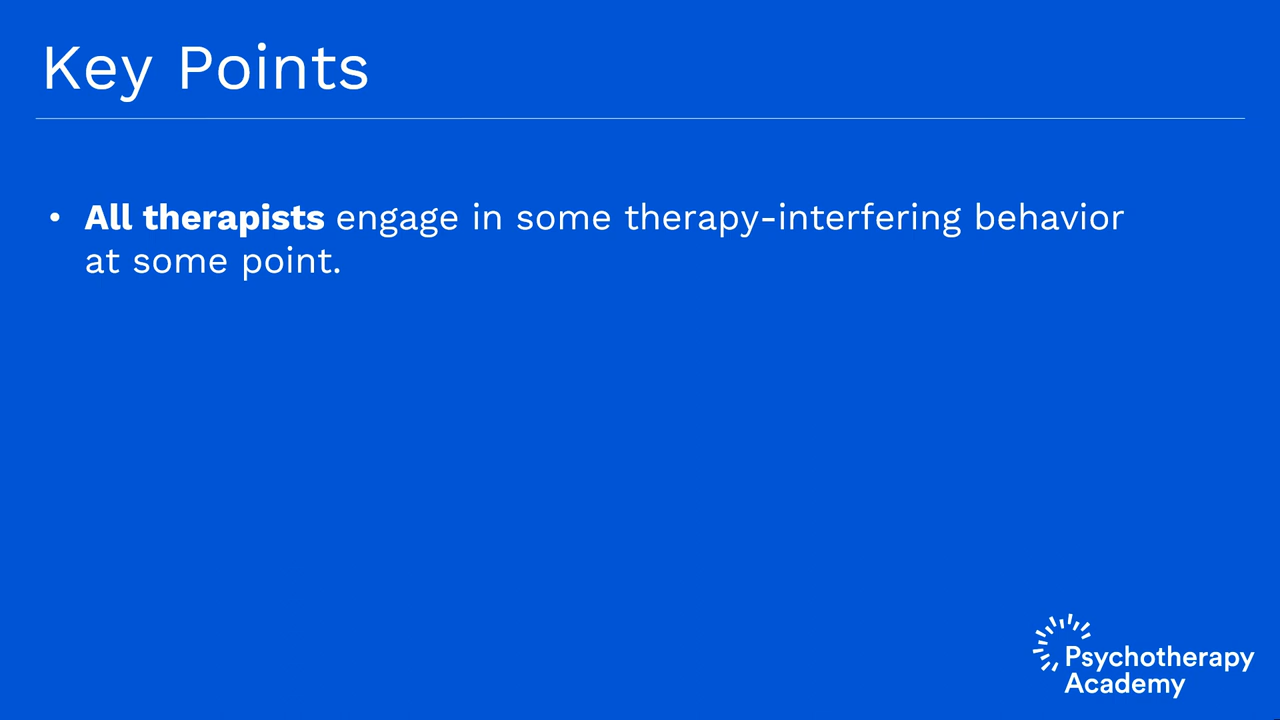 Key Points
• All therapists engage in some therapy-interfering behavior
at some point.
Psychotherapy
Academy